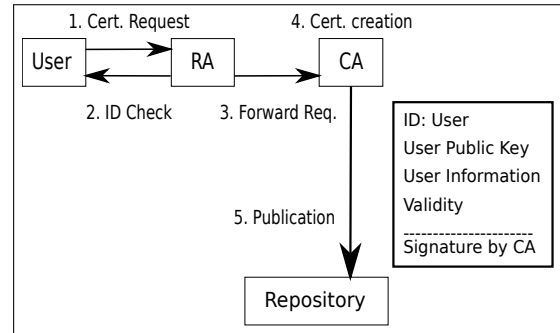 1. Cert. Request
4. Cert. creation
User
RA
CA
2. ID Check
3. Forward Req.
ID: User
User Public Key
User Information
Validity
----------------------
Signature by CA
5. Publication
Repository